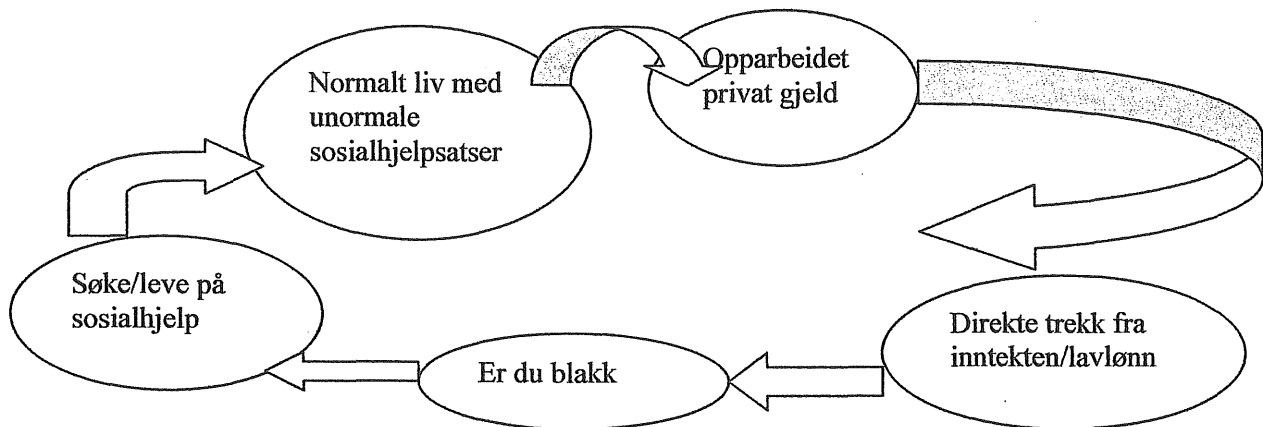 Normalt liv med
unormale
sosialhjelpsatser
Opparbeidet
privat gjeld
Direkte trekk fra
inntekten/lavlønn
Er du blakk
Søke/leve på
sosialhjelp